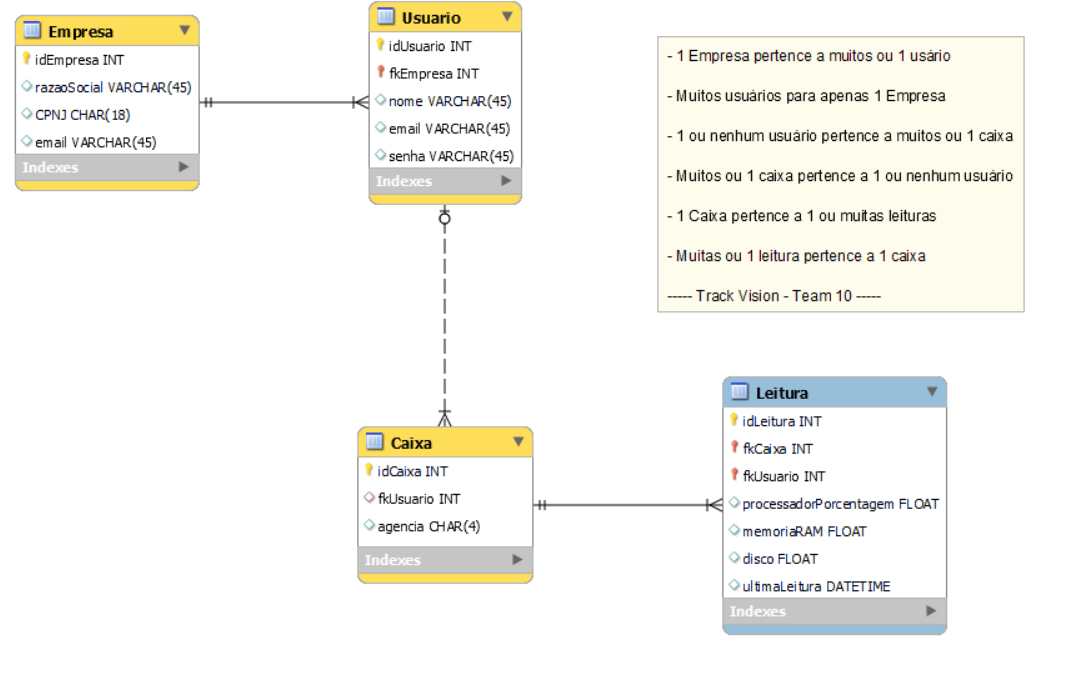 Empresa
idEmpresa INT
razaoSocial VARCHAR(45)
CPNJ CHAR(18)
email VARCHAR(45)
Indexes
Usuario
idUsuario INT
fkEmpresa INT
nome VARCHAR(45)
email VARCHAR(45)
senha VARCHAR(45)
Indexes
- 1 Empresa pertence a muitos ou 1 usário
- Muitos usuários para apenas 1 Empresa
- 1 ou nenhum usuário pertence a muitos ou 1 caixa
- Muitos ou 1 caixa pertence a 1 ou nenhum usuário
- 1 Caixa pertence a 1 ou muitas leituras
- Muitas ou 1 leitura pertence a 1 caixa
----- Track Vision - Team 10 -----
Caixa
idCaixa INT
fkUsuario INT
agencia CHAR(4)
Indexes
Leitura
idLeitura INT
fkCaixa INT
fkUsuario INT
processadorPorcentagem FLOAT
memoriaRAM FLOAT
disco FLOAT
ultimaLeitura DATETIME
Indexes